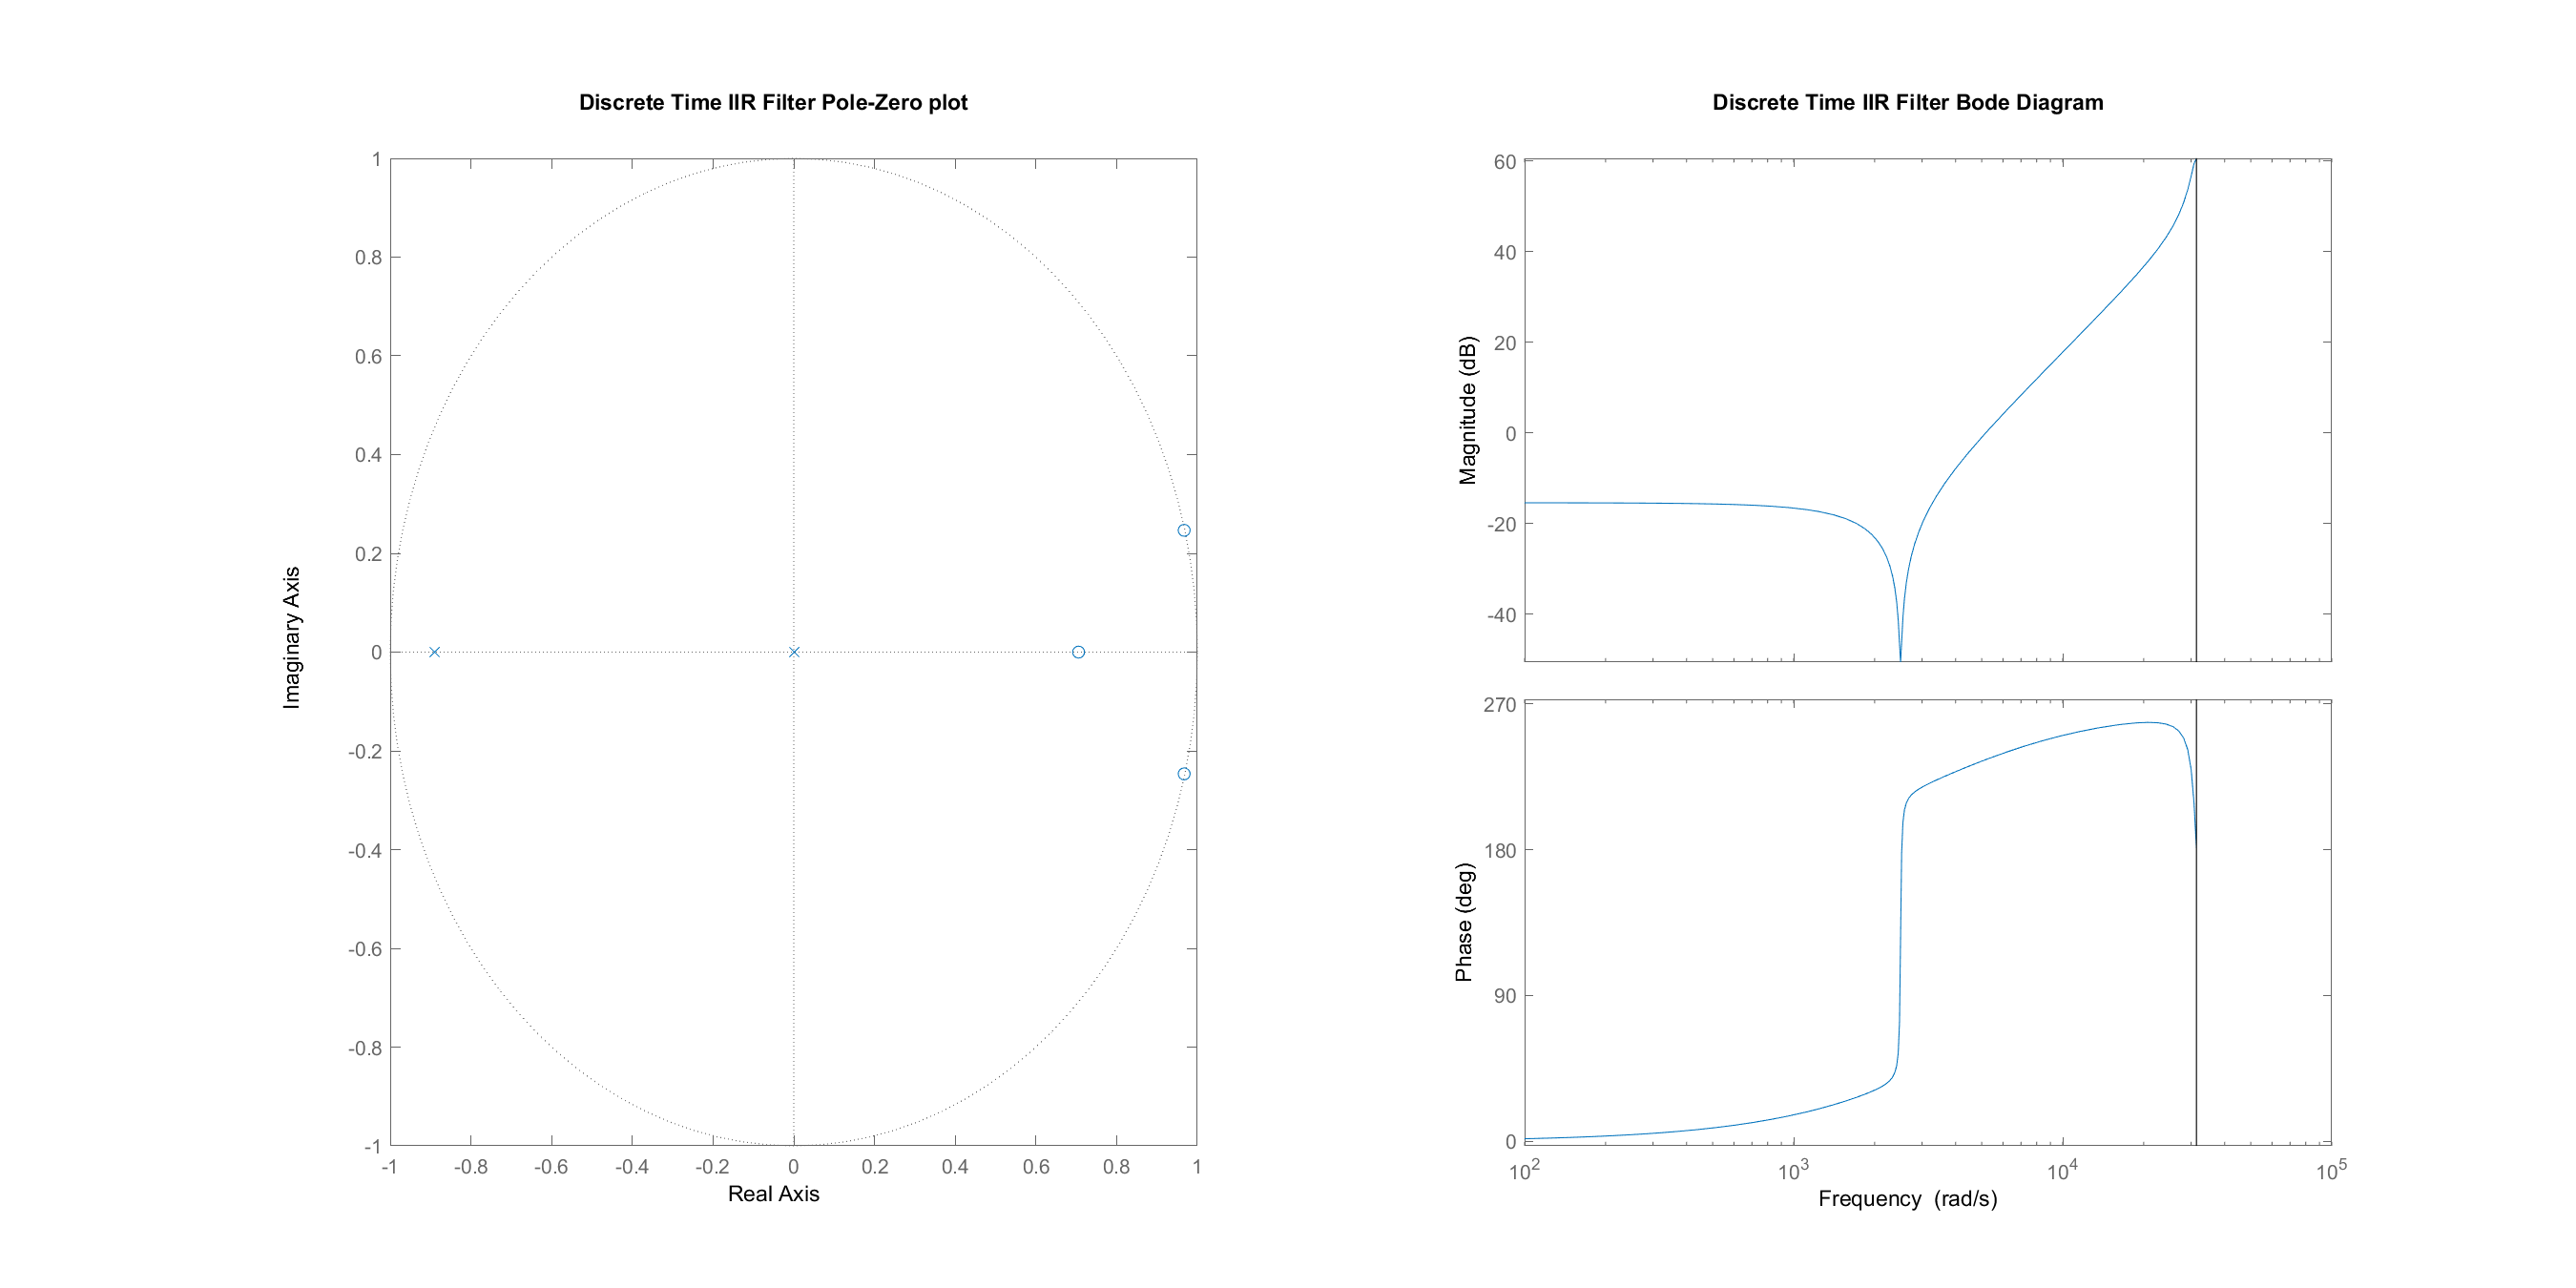 Discrete Time IIR Filter Pole-Zero plot
1
0.8
0.6
0.4
0.2
0
-0.2
-0.4
-0.6
-0.8
-1
-1 -0.8 -0.6 -0.4 -0.2 0 0.2 0.4 0.6 0.8 1
Real Axis
Imaginary Axis
Discrete Time IIR Filter Bode Diagram
60
40
20
0
-20
-40
Magnitude (dB)
270
180
90
0
Phase (deg)
10^2 10^3 10^4 10^5
Frequency (rad/s)